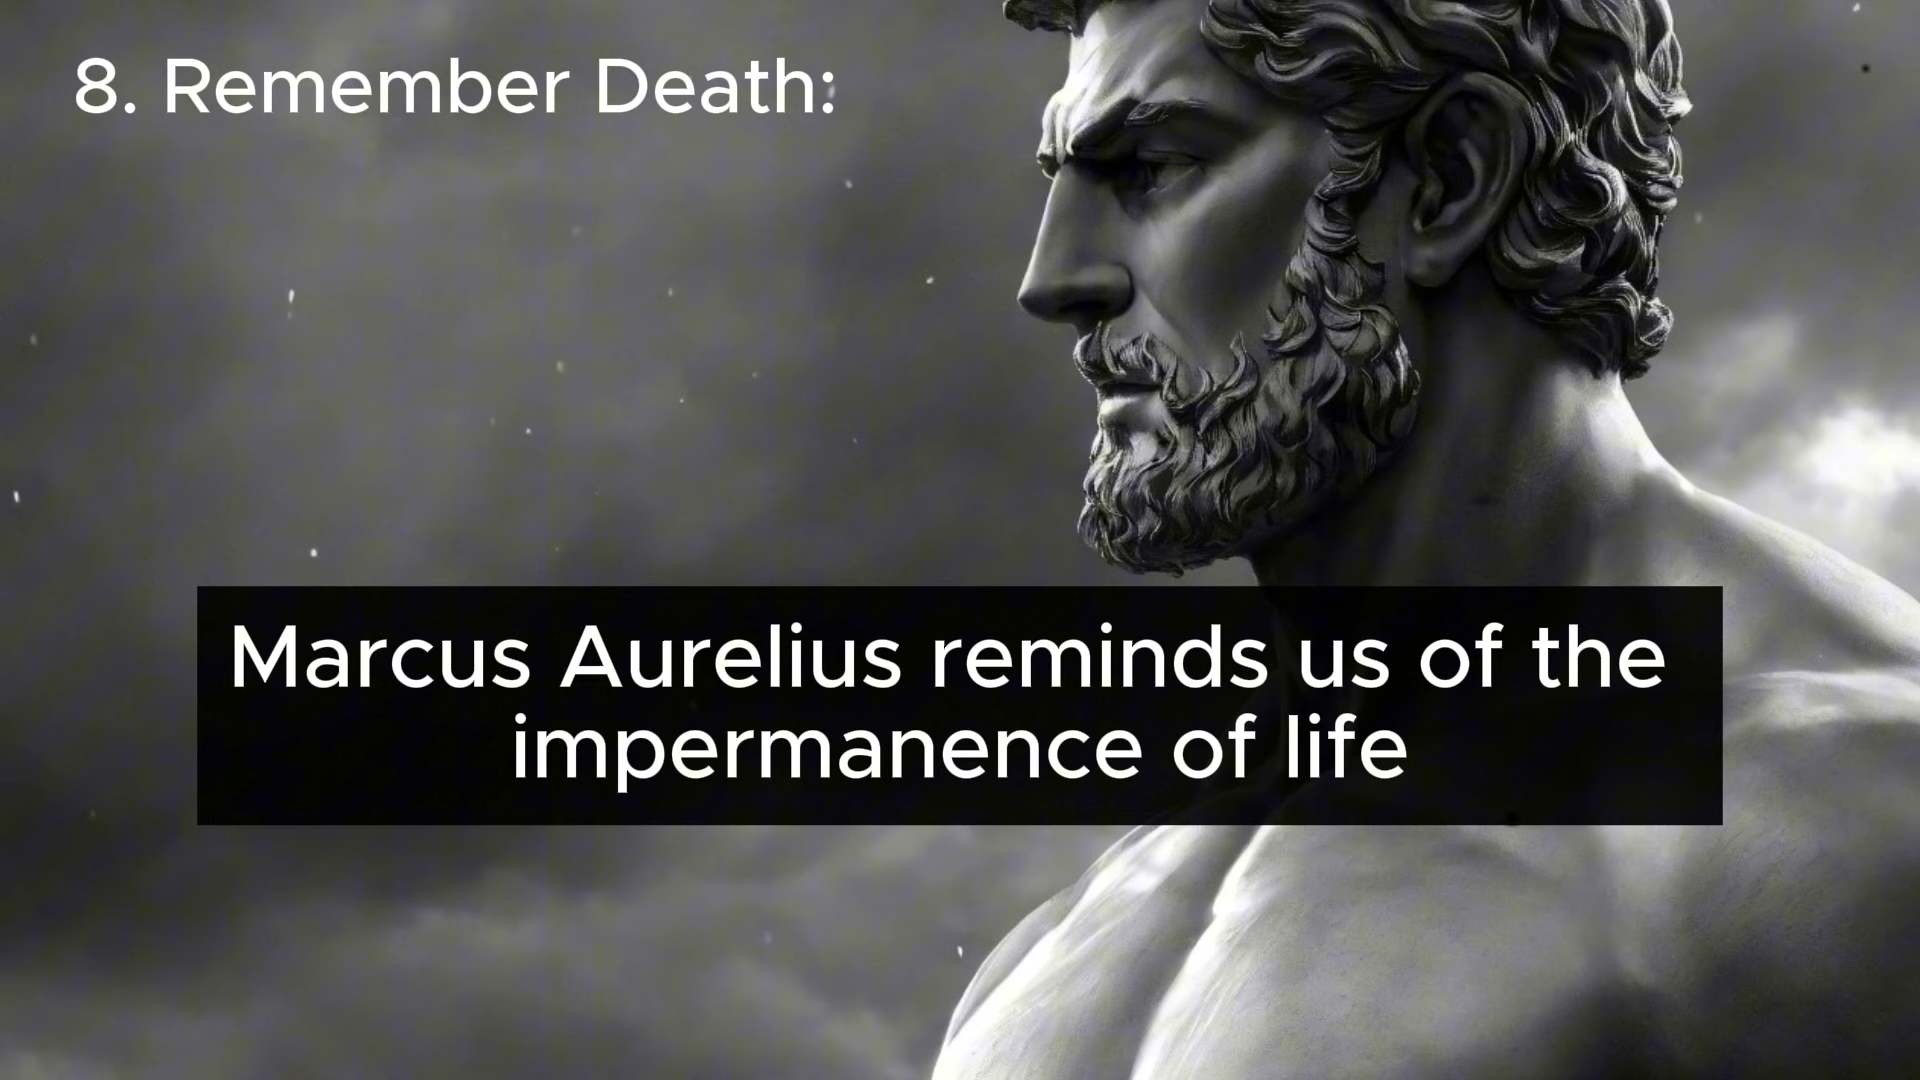 8. Remember Death:
Marcus Aurelius reminds us of the
impermanence of life